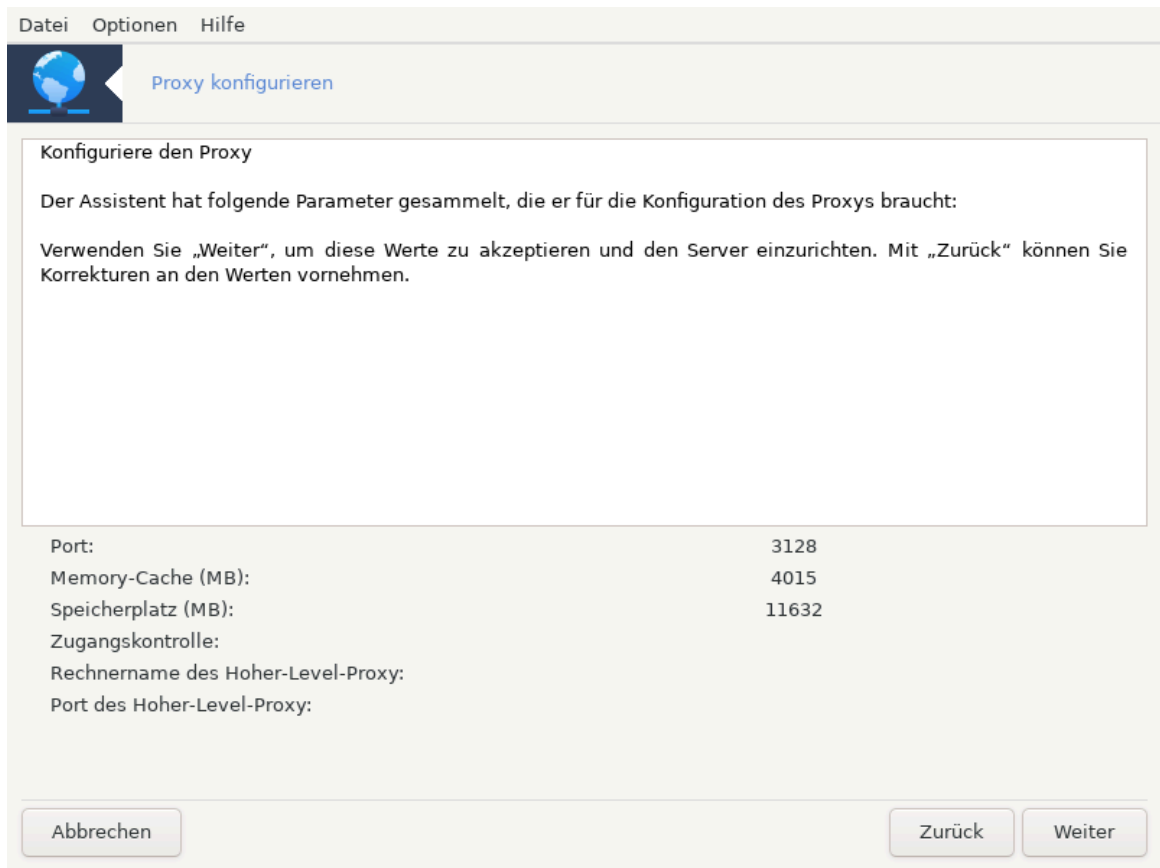 Datei Optionen Hilfe
Proxy konfigurieren
Konfiguriere den Proxy
Der Assistent hat folgende Parameter gesammelt, die er für die Konfiguration des Proxys braucht:
Verwenden Sie „Weiter“, um diese Werte zu akzeptieren und den Server einzurichten. Mit „Zurück“ können Sie
Korrekturen an den Werten vornehmen.
Port: 3128
Memory-Cache (MB): 4015
Speicherplatz (MB): 11632
Zugangskontrolle:
Rechnername des Hoher-Level-Proxy:
Port des Hoher-Level-Proxy:
Abbrechen Zurück Weiter